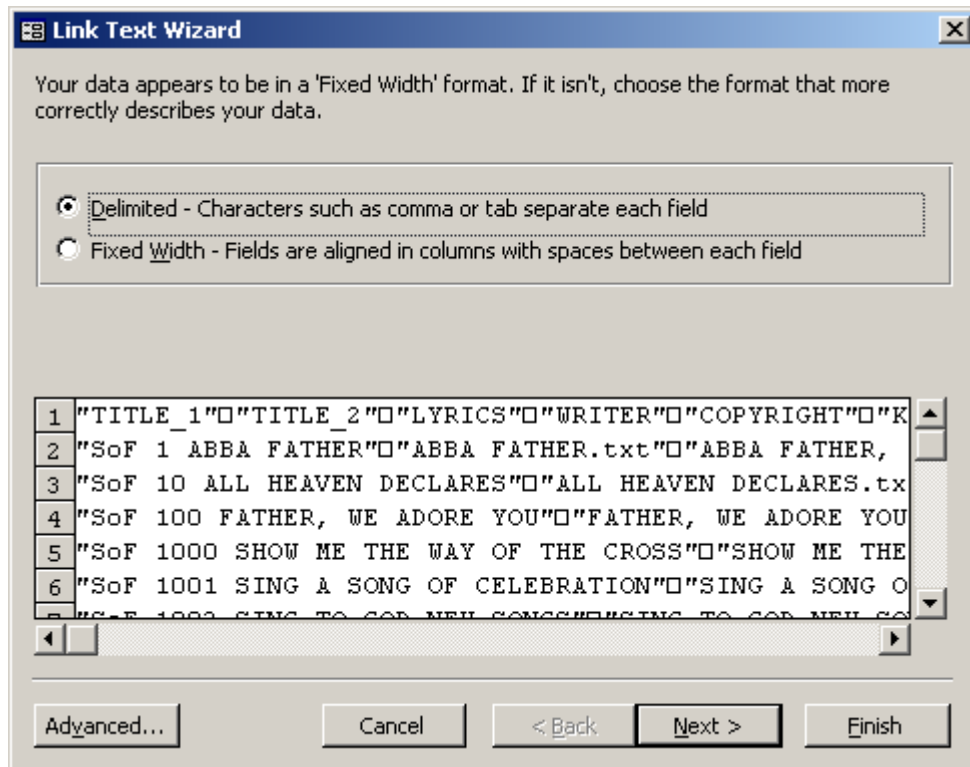 Link Text Wizard
Your data appears to be in a 'Fixed Width' format. If it isn't, choose the format that more
correctly describes your data.
Delimited - Characters such as comma or tab separate each field
Fixed Width - Fields are aligned in columns with spaces between each field
1 "TITLE_1"□"TITLE_2"□"LYRICS"□"WRITER"□"COPYRIGHT"□"K
2 "SoF 1 ABBA FATHER"□"ABBA FATHER.txt"□"ABBA FATHER,
3 "SoF 10 ALL HEAVEN DECLARES"□"ALL HEAVEN DECLARES.tx
4 "SoF 100 FATHER, WE ADORE YOU"□"FATHER, WE ADORE YOU
5 "SoF 1000 SHOW ME THE WAY OF THE CROSS"□"SHOW ME THE
6 "SoF 1001 SING A SONG OF CELEBRATION"□"SING A SONG O
Advanced... Cancel < Back Next > Finish